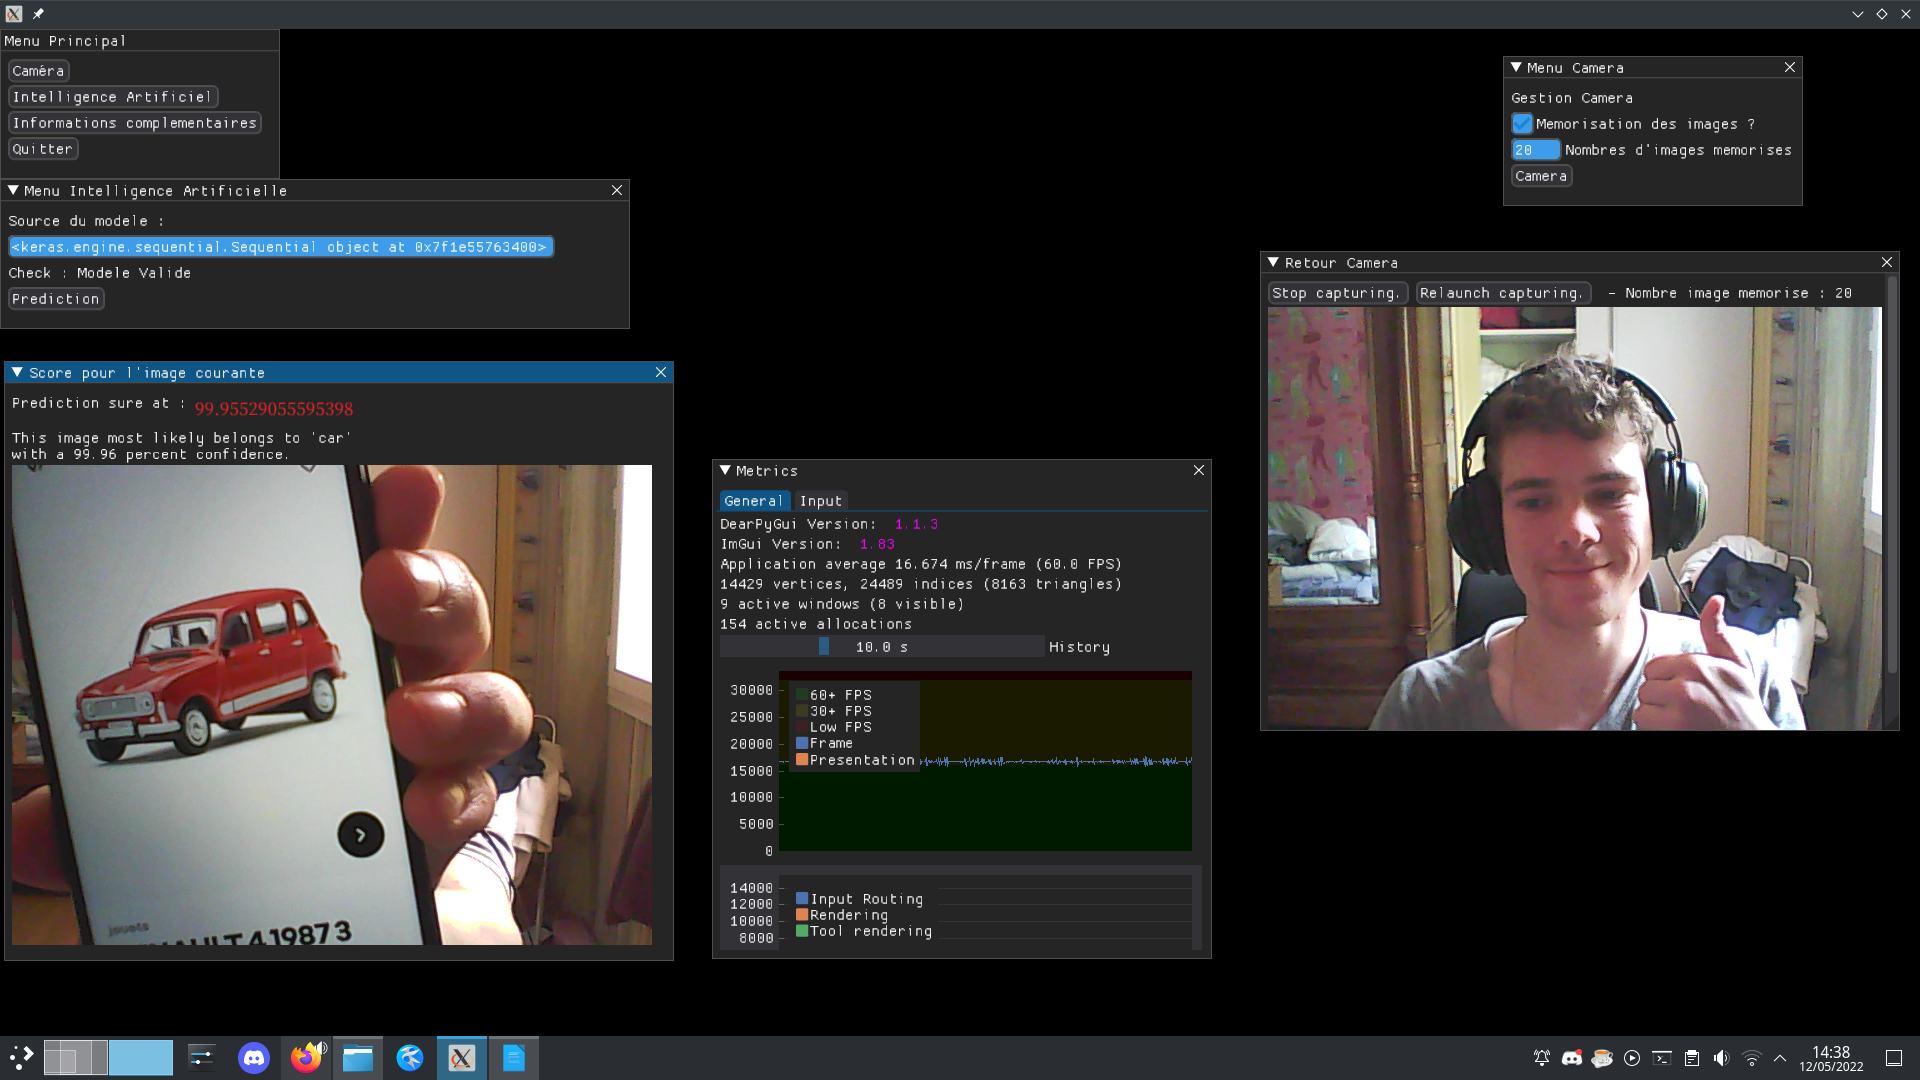 Menu Principal
Caméra
Intelligence Artificiel
Informations complementaires
Quitter
Menu Intelligence Artificielle
Source du modele :
<keras.engine.sequential.Sequential object at 0x7f1e55763400>
Check : Modele Valide
Prediction
Score pour l'image courante
Prediction sure at : 99.95529055595398
This image most likely belongs to 'car'
with a 99.96 percent confidence.
jouets
4 1987 3
Metrics
General Input
DearPyGui Version: 1.1.3
ImGui Version: 1.83
Application average 16.674 ms/frame (60.0 FPS)
14429 vertices, 24489 indices (8163 triangles)
9 active windows (8 visible)
154 active allocations
10.0 s History
30000
25000
20000
15000
10000
5000
0
60+ FPS
30+ FPS
Low FPS
Frame
Presentation
14000
12000
10000
8000
Input Routing
Rendering
Tool rendering
Menu Camera
Gestion Camera
Memorisation des images ?
20 Nombres d'images memorises
Camera
Retour Camera
Stop capturing. Relaunch capturing. - Nombre image memorise : 20
14:38
12/05/2022